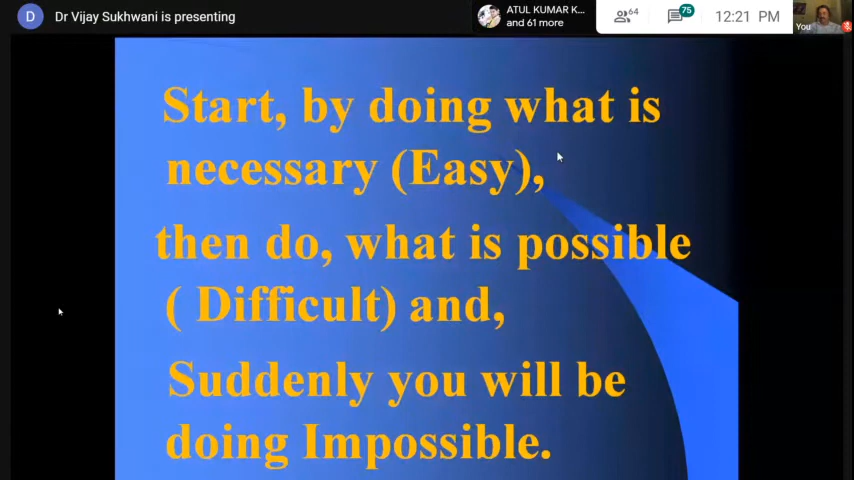 D Dr Vijay Sukhwani is presenting
ATUL KUMAR K...
and 61 more
64
75
12:21 PM
You
Start, by doing what is
necessary (Easy),
then do, what is possible
( Difficult) and,
Suddenly you will be
doing Impossible.